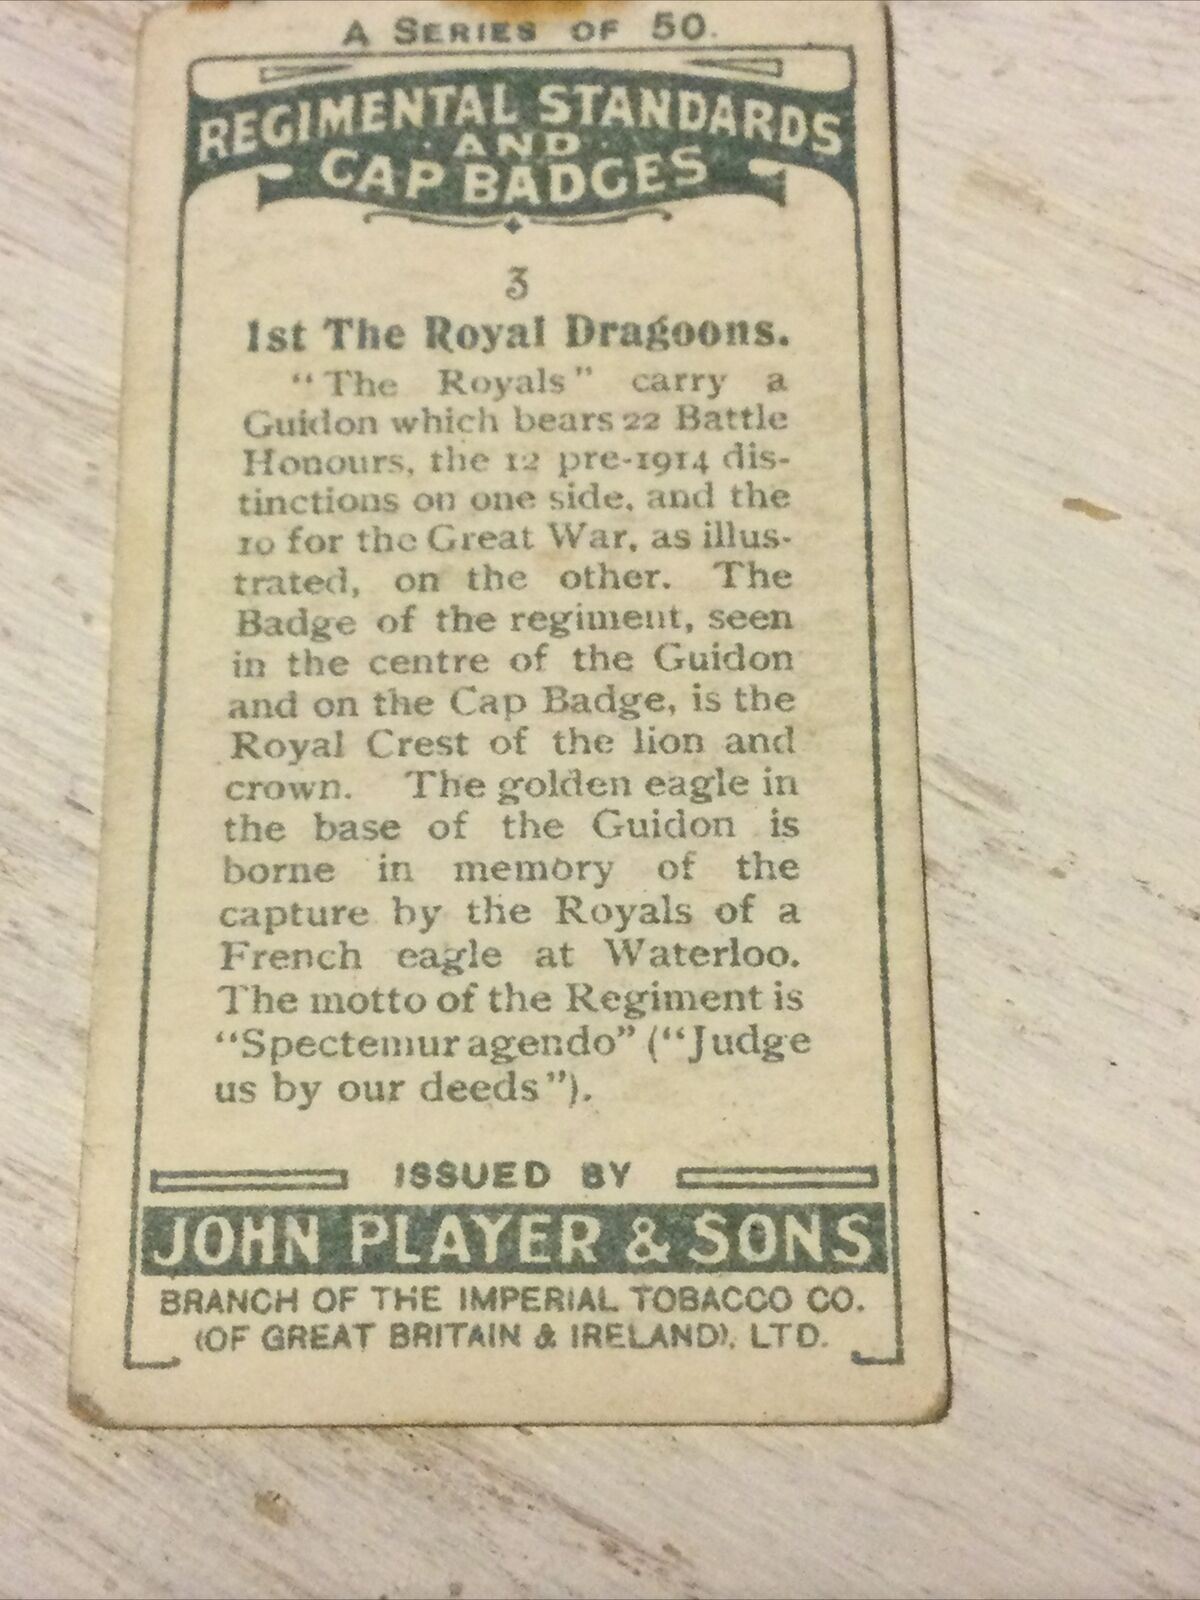 A SERIES OF 50.
REGIMENTAL STANDARDS
· AND ·
CAP BADGES
3
1st The Royal Dragoons.
"The Royals" carry a
Guidon which bears 22 Battle
Honours, the 12 pre-1914 dis-
tinctions on one side, and the
10 for the Great War, as illus-
trated, on the other. The
Badge of the regiment, seen
in the centre of the Guidon
and on the Cap Badge, is the
Royal Crest of the lion and
crown. The golden eagle in
the base of the Guidon is
borne in memory of the
capture by the Royals of a
French eagle at Waterloo.
The motto of the Regiment is
"Spectemur agendo" ("Judge
us by our deeds").
ISSUED BY
JOHN PLAYER & SONS
BRANCH OF THE IMPERIAL TOBACCO CO.
(OF GREAT BRITAIN & IRELAND), LTD.